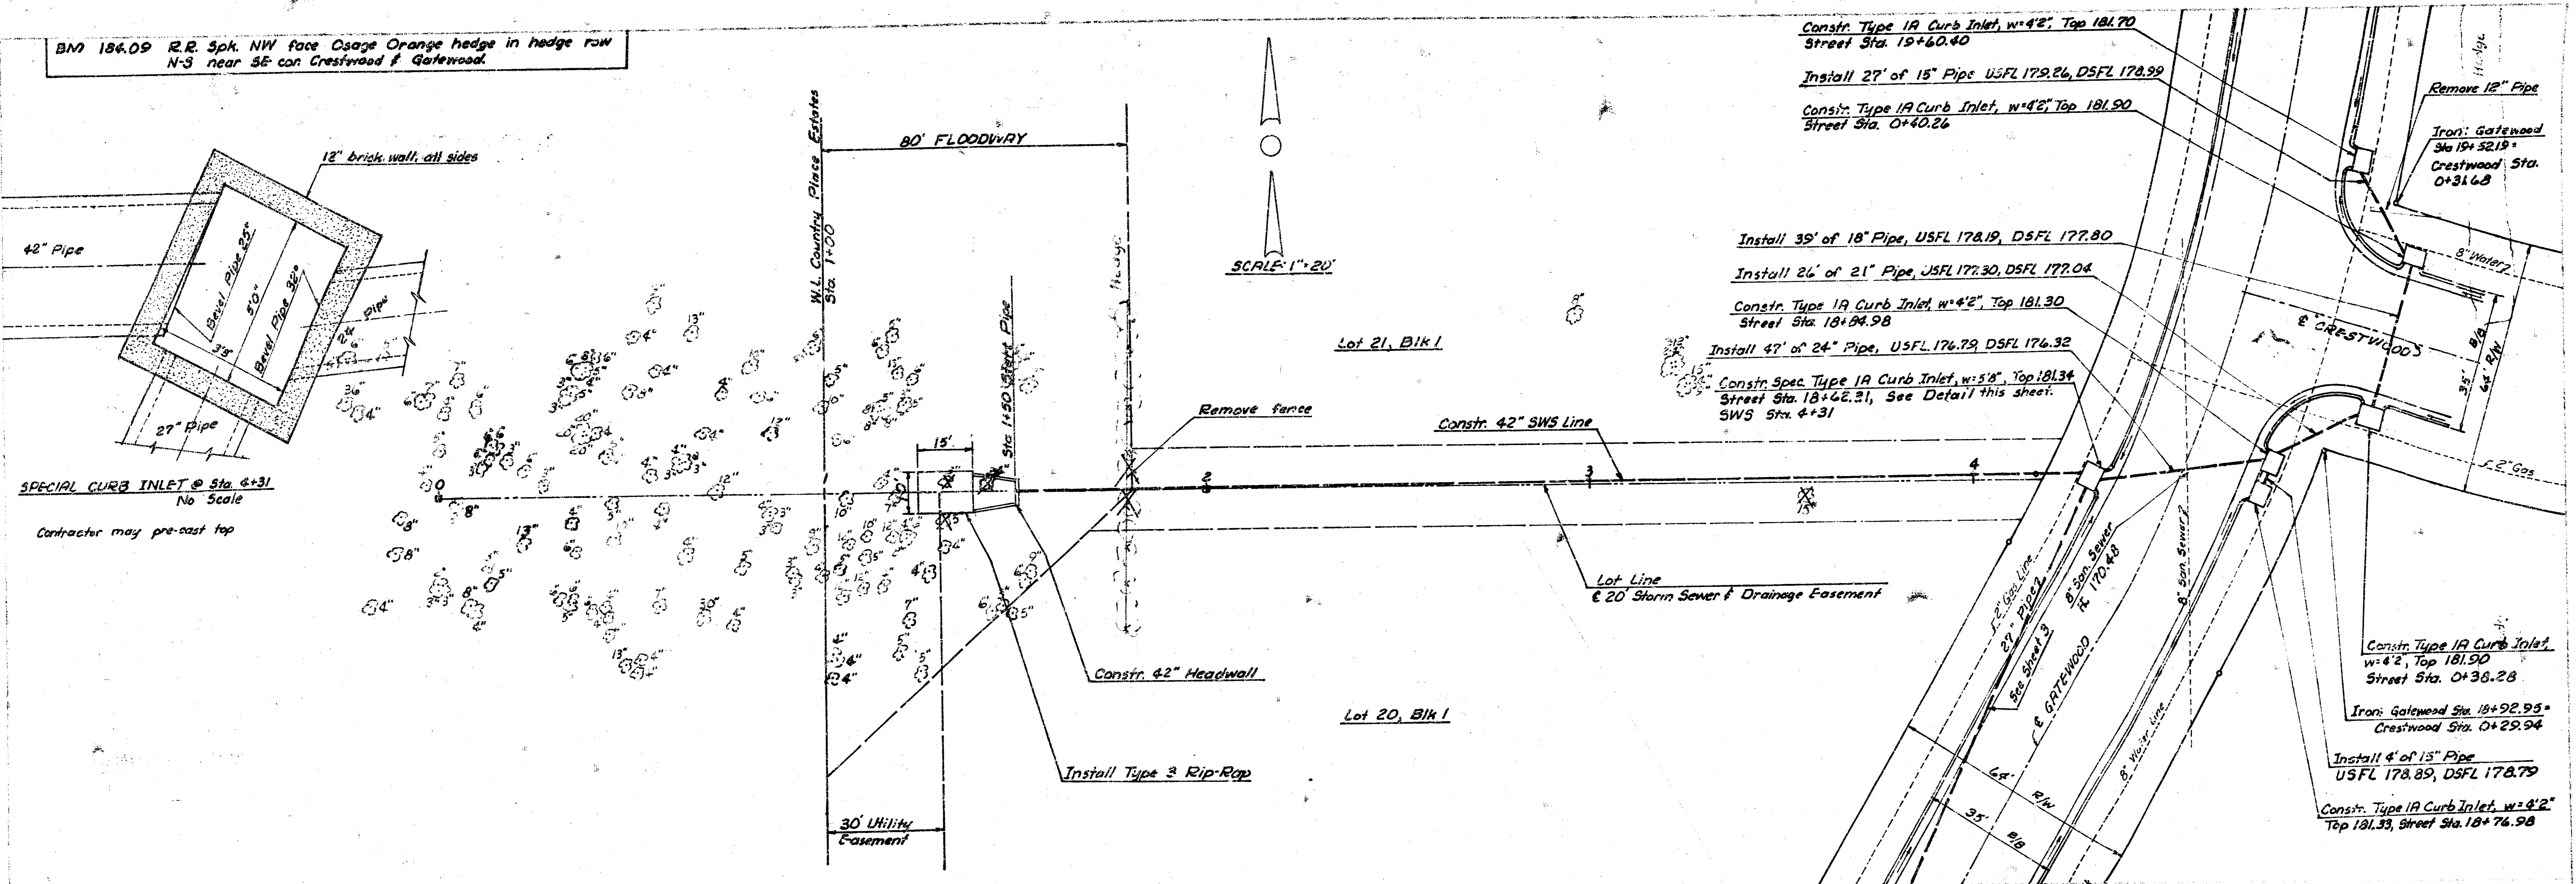 BM 184.09 R.R. Spk. NW face Osage Orange hedge in hedge row
N-S near SE cor. Crestwood & Gatewood.
12" brick wall, all sides
42" Pipe
Bevel Pipe 25°
5'0"
Bevel Pipe 32°
3'8"
24" Pipe
27" Pipe
SPECIAL CURB INLET @ Sta. 4+31
No Scale
Contractor may pre-cast top
W.L. Country Place Estates
Sta. 1+00
80' FLOODWAY
Hedge
SCALE: 1"=20'
Sta 1+50 Start Pipe
15'
0
2
3
4
Remove fence
Constr. 42" SWS Line
Lot 21, Blk 1
Lot Line
℄ 20' Storm Sewer & Drainage Easement
Constr. 42" Headwall
Install Type 3 Rip-Rap
30' Utility
Easement
Lot 20, Blk 1
Constr. Type 1A Curb Inlet, w=4'2", Top 181.70
Street Sta. 19+60.40
Install 27' of 15" Pipe USFL 179.26, DSFL 178.99
Constr. Type 1A Curb Inlet, w=4'2", Top 181.90
Street Sta. 0+40.26
Install 39' of 18" Pipe, USFL 178.19, DSFL 177.80
Install 26' of 21" Pipe, USFL 177.30, DSFL 177.04
Constr. Type 1A Curb Inlet, w=4'2", Top 181.30
Street Sta. 18+84.98
Install 47' of 24" Pipe, USFL 176.79, DSFL 176.32
Constr. Spec. Type 1A Curb Inlet, w=5'8", Top 181.34
Street Sta. 18+62.31, See Detail this sheet.
SWS Sta. 4+31
Hedge
Remove 12" Pipe
Iron: Gatewood
Sta 19+52.19=
Crestwood Sta.
0+31.68
8" Water
℄ CRESTWOOD
35' B/B
64' R/W
2" Gas
2" Gas Line
27" Pipe
See Sheet 3
8" San. Sewer
FL 170.48
8" San. Sewer
℄ GATEWOOD
8" Water Line
64' R/W
35' B/B
Constr. Type 1A Curb Inlet,
w=4'2", Top 181.90
Street Sta. 0+38.28
Iron: Gatewood Sta. 18+92.95=
Crestwood Sta. 0+29.94
Install 4' of 15" Pipe
USFL 178.89, DSFL 178.79
Constr. Type 1A Curb Inlet, w=4'2"
Top 181.33, Street Sta. 18+76.98